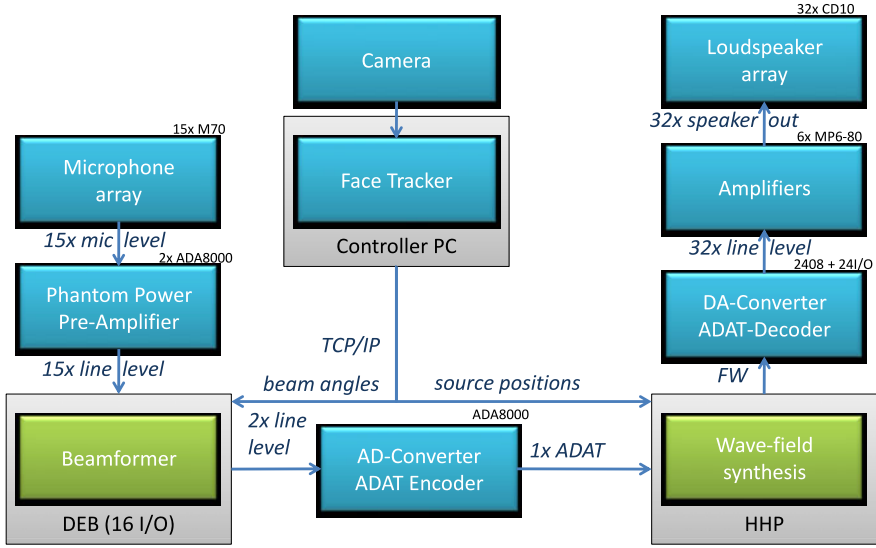 32x CD10
Camera
Loudspeaker
array
32x speaker out
15x M70
6x MP6-80
Microphone
array
Face Tracker
Amplifiers
15x mic level
Controller PC
32x line level
2x ADA8000
2408 + 24I/O
Phantom Power
Pre-Amplifier
DA-Converter
ADAT-Decoder
TCP/IP
15x line level
FW
beam angles
source positions
2x line
level
ADA8000
Beamformer
AD-Converter
ADAT Encoder
1x ADAT
Wave-field
synthesis
DEB (16 I/O)
HHP